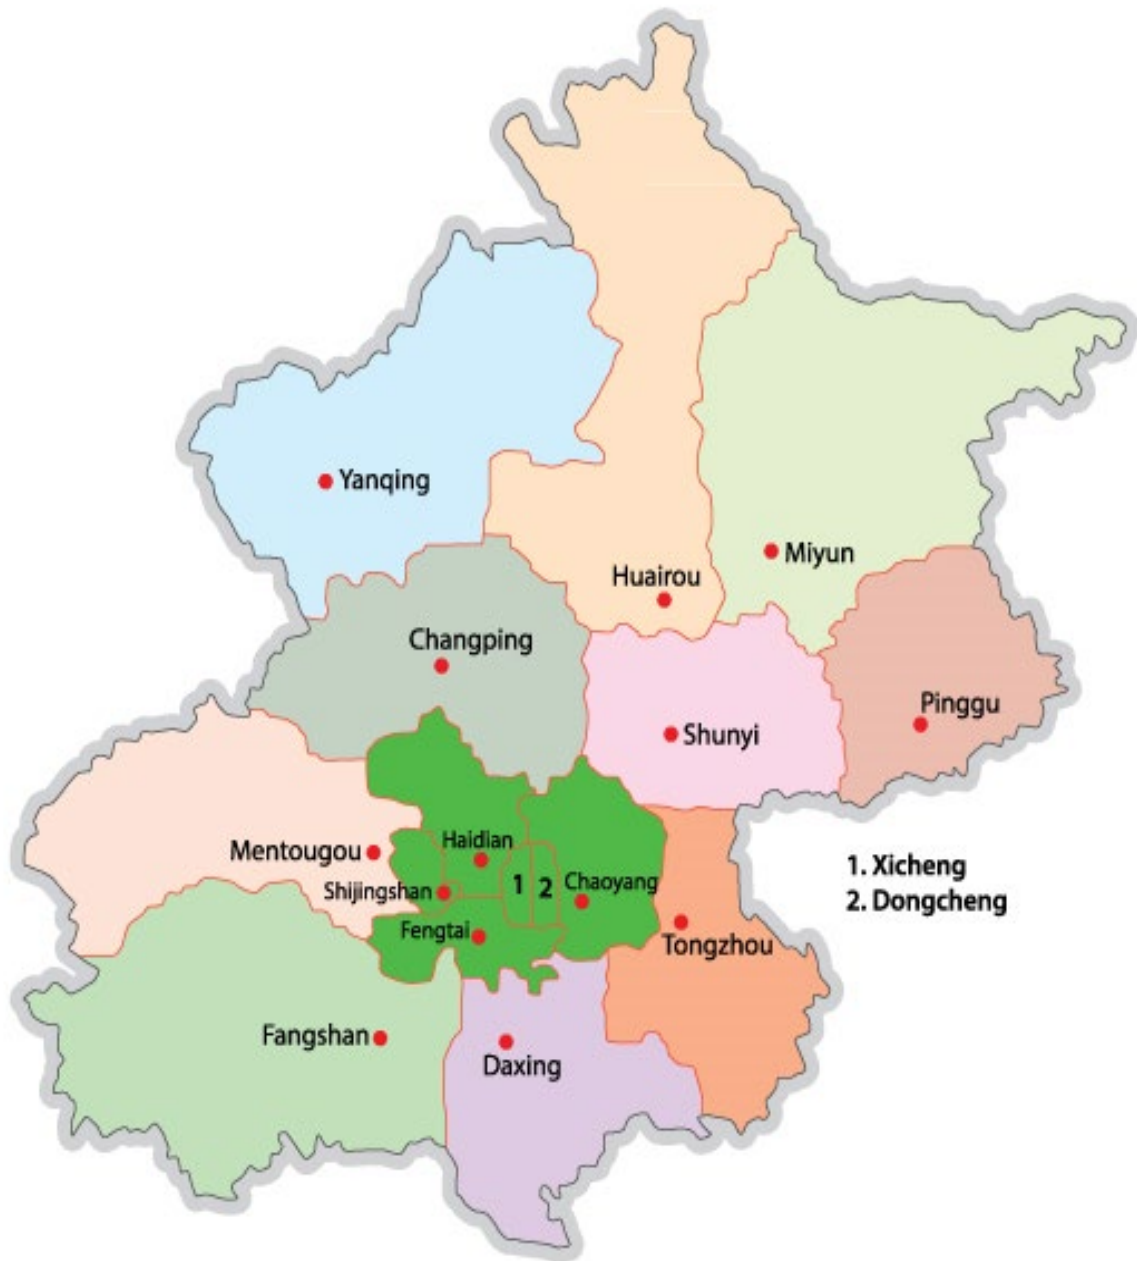 Yanqing
Miyun
Huairou
Changping
Pinggu
Shunyi
Haidian
Mentougou
1
2
Chaoyang
Shijingshan
Fengtai
Tongzhou
1. Xicheng
2. Dongcheng
Fangshan
Daxing